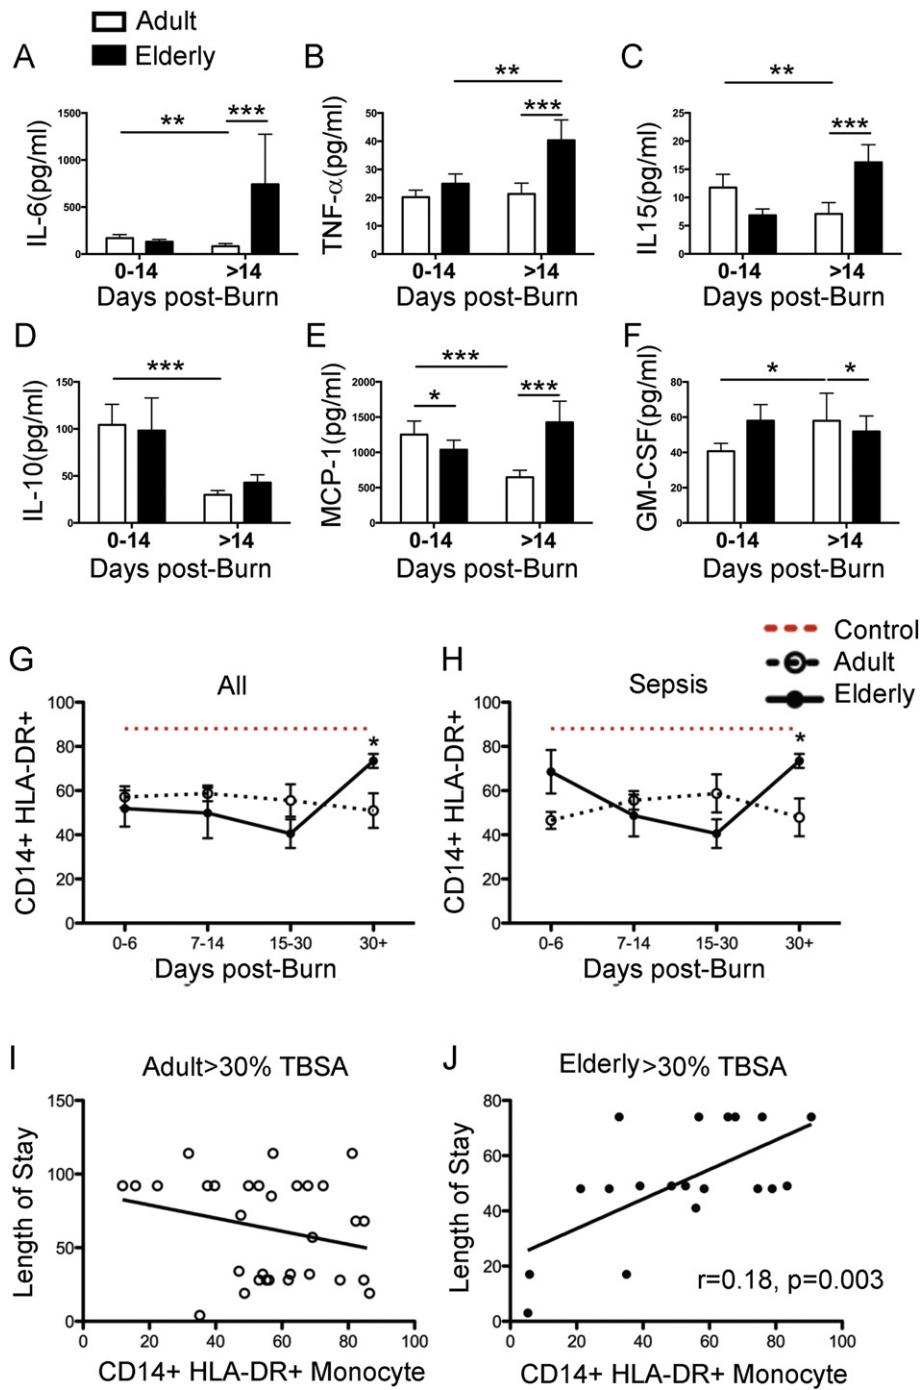 Adult
Elderly
A
IL-6(pg/ml)
1500
1000
500
0
**
***
0-14
>14
Days post-Burn
B
TNF-α(pg/ml)
50
40
30
20
10
0
**
***
0-14
>14
Days post-Burn
C
IL15(pg/ml)
25
20
15
10
5
0
**
***
0-14
>14
Days post-Burn
D
IL-10(pg/ml)
150
100
50
0
***
0-14
>14
Days post-Burn
E
MCP-1(pg/ml)
2000
1500
1000
500
0
***
*
***
0-14
>14
Days post-Burn
F
GM-CSF(pg/ml)
80
60
40
20
0
*
*
0-14
>14
Days post-Burn
Control
Adult
Elderly
G
All
CD14+ HLA-DR+
100
80
60
40
20
0
*
0-6
7-14
15-30
30+
Days post-Burn
H
Sepsis
CD14+ HLA-DR+
100
80
60
40
20
0
*
0-6
7-14
15-30
30+
Days post-Burn
I
Adult>30% TBSA
Length of Stay
150
100
50
0
0
20
40
60
80
100
CD14+ HLA-DR+ Monocyte
J
Elderly>30% TBSA
Length of Stay
80
60
40
20
0
r=0.18, p=0.003
0
20
40
60
80
100
CD14+ HLA-DR+ Monocyte